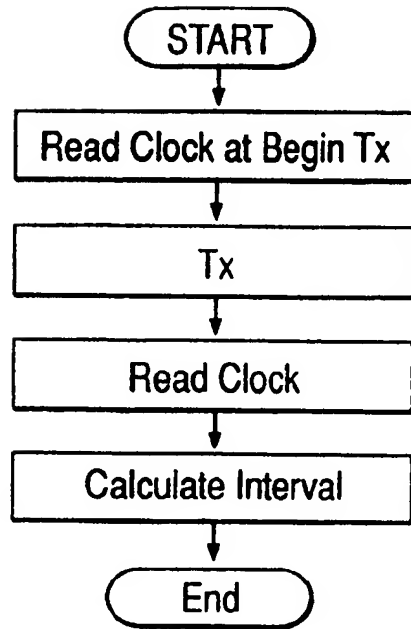 START
Read Clock at Begin Tx
Tx
Read Clock
Calculate Interval
End